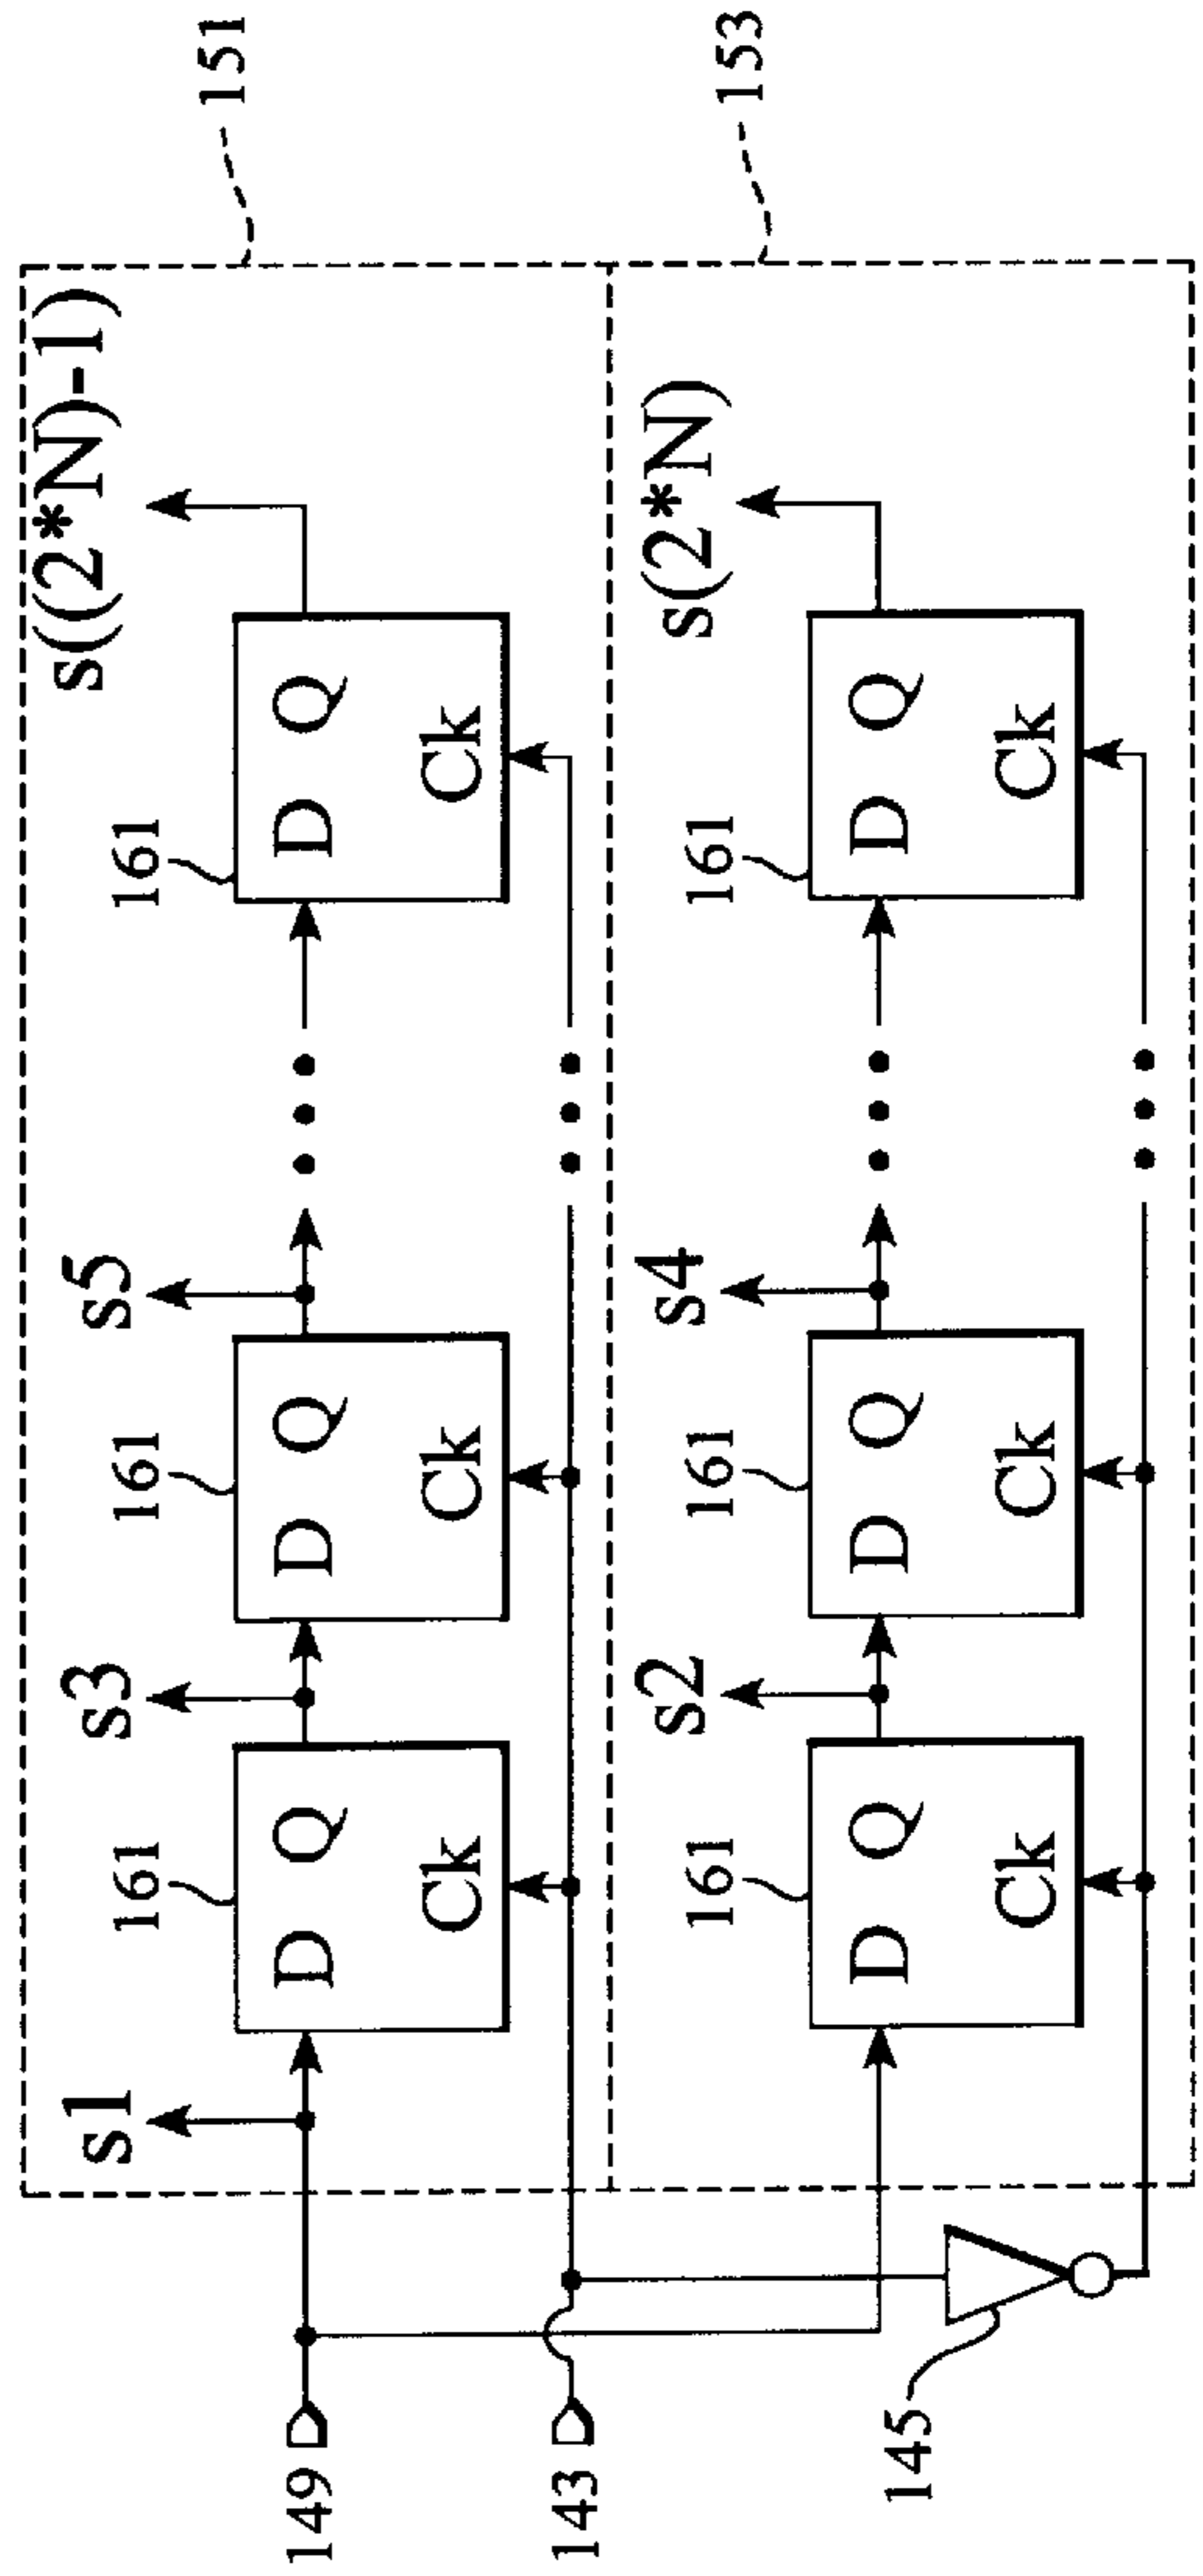 151
s((2*N)-1)
s1
s3
s5
161
161
161
D Q
Ck
D Q
Ck
D Q
Ck
149
143
153
s(2*N)
s2
s4
161
161
161
D Q
Ck
D Q
Ck
D Q
Ck
145